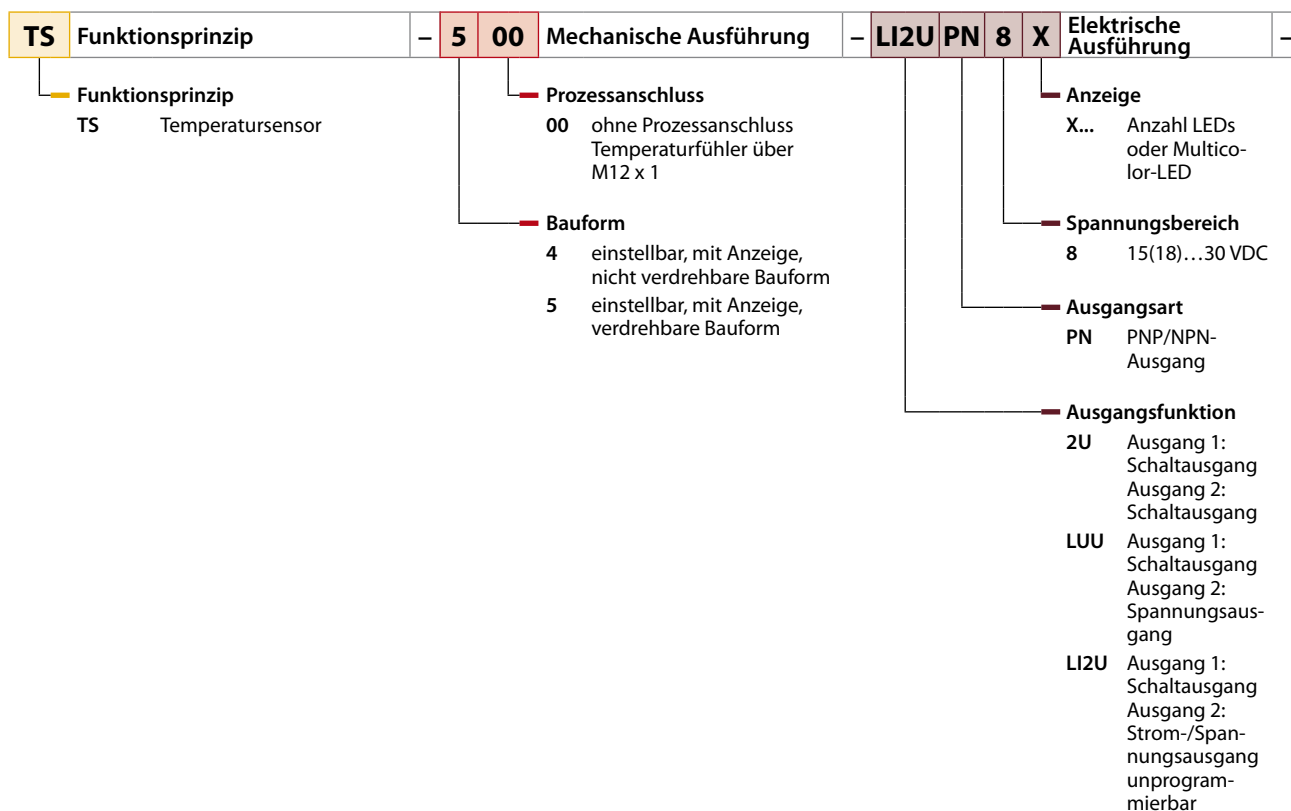 TS Funktionsprinzip – 5 00 Mechanische Ausführung – LI2U PN 8 X Elektrische
Ausführung –
Funktionsprinzip
TS Temperatursensor
Prozessanschluss
00 ohne Prozessanschluss
Temperaturfühler über
M12 x 1
Bauform
4 einstellbar, mit Anzeige,
nicht verdrehbare Bauform
5 einstellbar, mit Anzeige,
verdrehbare Bauform
Anzeige
X... Anzahl LEDs
oder Multico-
lor-LED
Spannungsbereich
8 15(18)…30 VDC
Ausgangsart
PN PNP/NPN-
Ausgang
Ausgangsfunktion
2U Ausgang 1:
Schaltausgang
Ausgang 2:
Schaltausgang
LUU Ausgang 1:
Schaltausgang
Ausgang 2:
Spannungsaus-
gang
LI2U Ausgang 1:
Schaltausgang
Ausgang 2:
Strom-/Span-
nungsausgang
unprogram-
mierbar